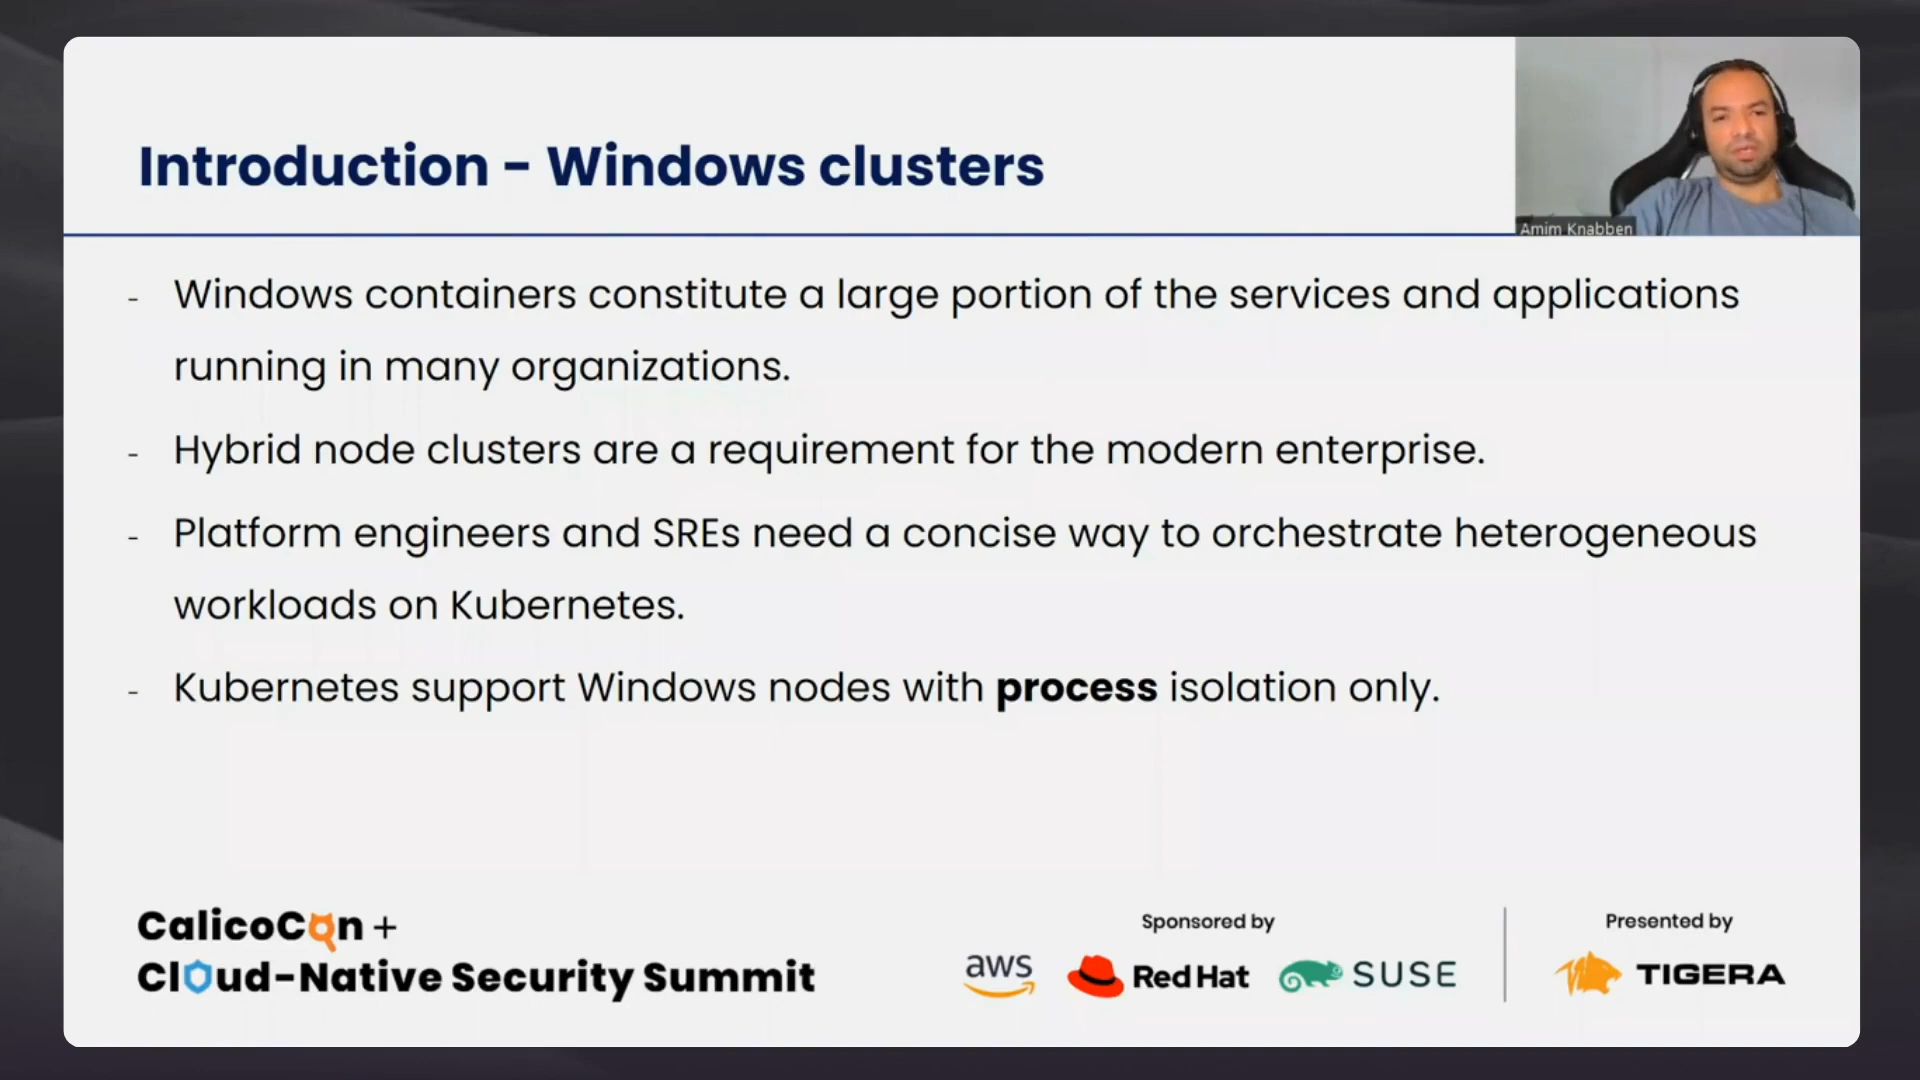 Introduction - Windows clusters
Amim Knabben
- Windows containers constitute a large portion of the services and applications
running in many organizations.
- Hybrid node clusters are a requirement for the modern enterprise.
- Platform engineers and SREs need a concise way to orchestrate heterogeneous
workloads on Kubernetes.
- Kubernetes support Windows nodes with process isolation only.
CalicoCon +
Cloud-Native Security Summit
Sponsored by
aws Red Hat SUSE
Presented by
TIGERA